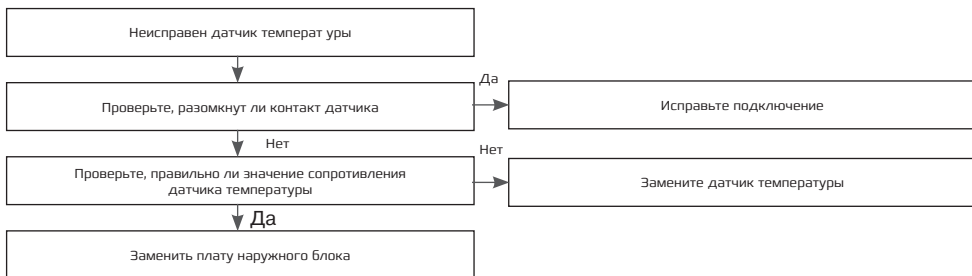 Неисправен датчик температ уры
Да
Проверьте, разомкнут ли контакт датчика
Исправьте подключение
Нет
Нет
Проверьте, правильно ли значение сопротивления
датчика температуры
Замените датчик температуры
Да
Заменить плату наружного блока